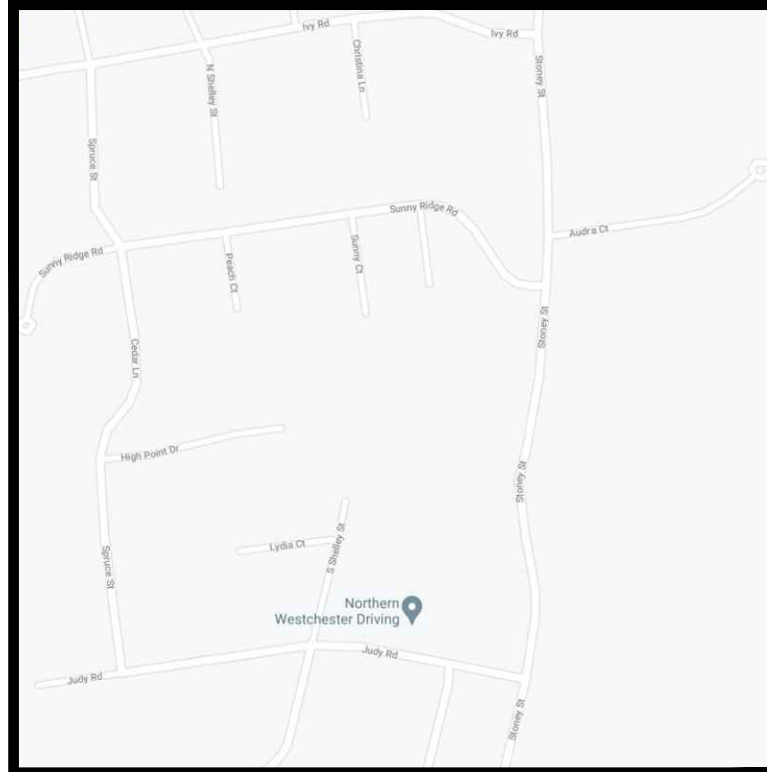 Ivy Rd
Ivy Rd
Christina Ln
N Shelley St
Stoney St
Spruce St
Sunny Ridge Rd
Audra Ct
Sunny Ridge Rd
Peach Ct
Sunny Ct
Stoney St
Cedar Ln
High Point Dr
Stoney St
Lydia Ct
S Shelley St
Spruce St
Northern
Westchester Driving
Judy Rd
Judy Rd
Stoney St